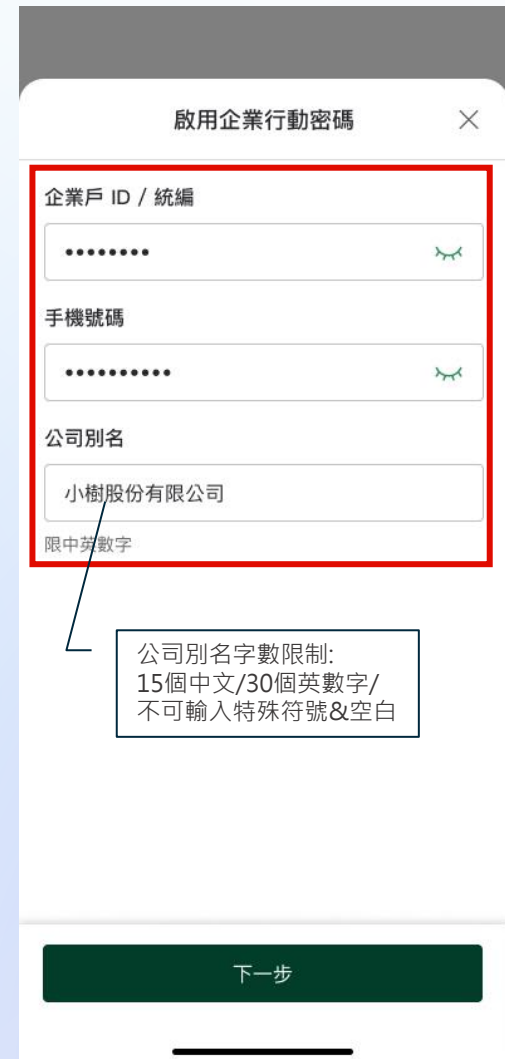 啟用企業行動密碼
企業戶 ID / 統編
••••••••
手機號碼
••••••••••
公司別名
小樹股份有限公司
限中英數字
公司別名字數限制:
15個中文/30個英數字/
不可輸入特殊符號&空白
下一步